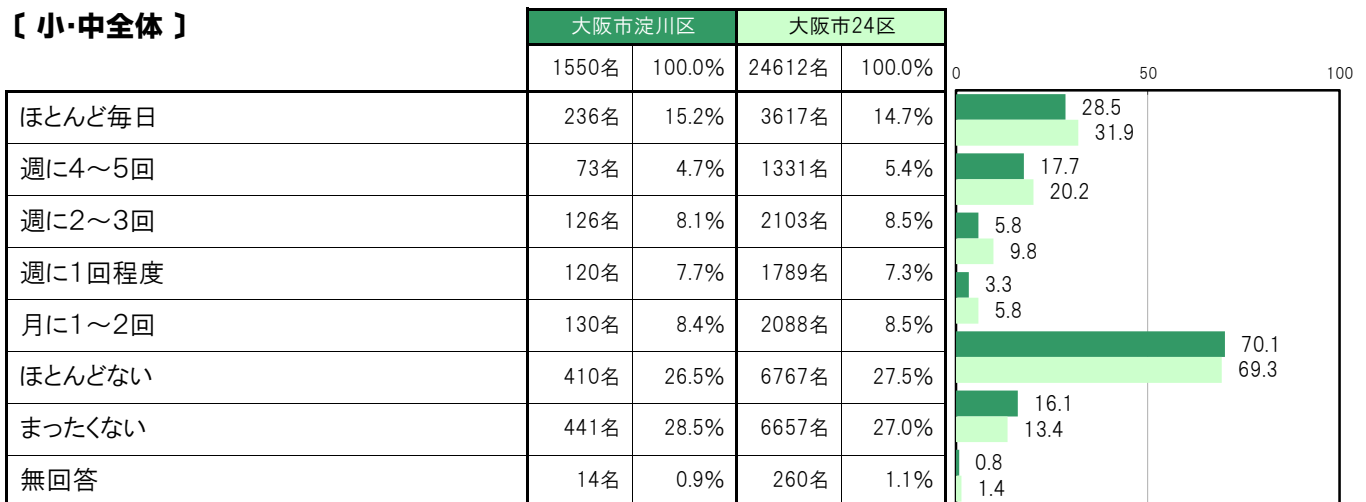 〔 小・中全体 〕
大阪市淀川区 大阪市24区
1550名 100.0% 24612名 100.0%
0 50 100
ほとんど毎日 236名 15.2% 3617名 14.7% 28.5
31.9
週に4〜5回 73名 4.7% 1331名 5.4% 17.7
20.2
週に2〜3回 126名 8.1% 2103名 8.5% 5.8
9.8
週に1回程度 120名 7.7% 1789名 7.3% 3.3
5.8
月に1〜2回 130名 8.4% 2088名 8.5% 70.1
ほとんどない 410名 26.5% 6767名 27.5% 69.3
16.1
まったくない 441名 28.5% 6657名 27.0% 13.4
0.8
無回答 14名 0.9% 260名 1.1% 1.4